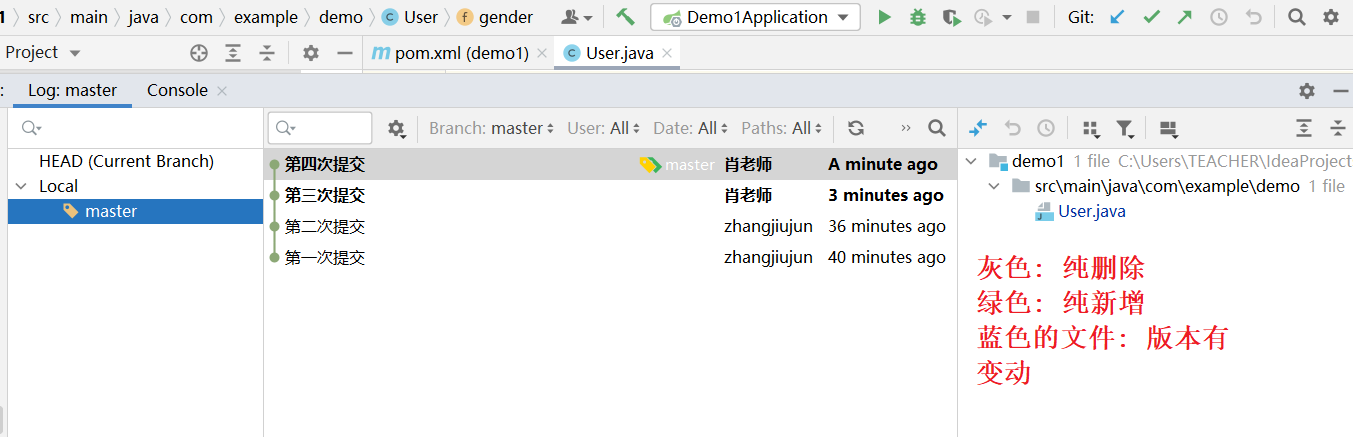 1 src main java com example demo User gender Demo1Application Git:
Project pom.xml (demo1) User.java
: Log: master Console
Branch: master User: All Date: All Paths: All
HEAD (Current Branch)
Local
master
第四次提交 master 肖老师 A minute ago
第三次提交 肖老师 3 minutes ago
第二次提交 zhangjiujun 36 minutes ago
第一次提交 zhangjiujun 40 minutes ago
demo1 1 file C:\Users\TEACHER\IdeaProject
src\main\java\com\example\demo 1 file
User.java
灰色：纯删除
绿色：纯新增
蓝色的文件：版本有
变动